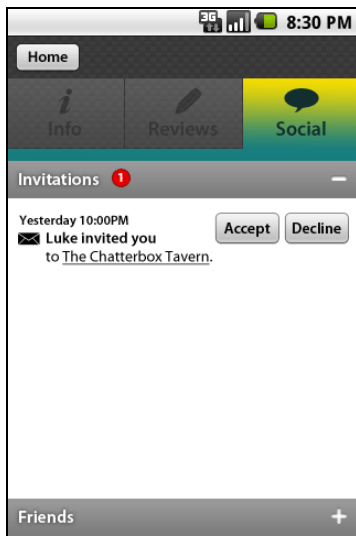 3G 8:30 PM
Home
Info Reviews Social
Invitations 1
Yesterday 10:00PM
Luke invited you
to The Chatterbox Tavern.
Accept Decline
Friends